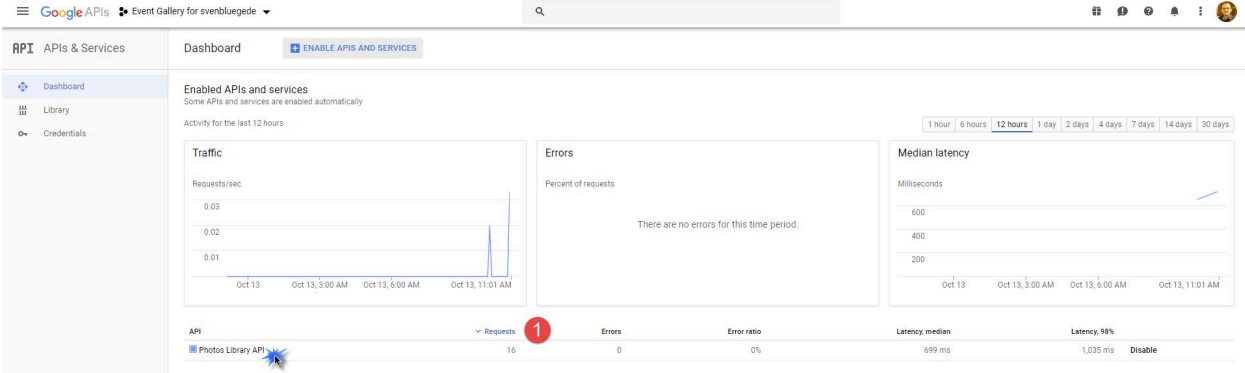 Google APIs Event Gallery for svenbluegede
API APIs & Services
Dashboard
ENABLE APIS AND SERVICES
Dashboard
Library
Credentials
Enabled APIs and services
Some APIs and services are enabled automatically
Activity for the last 12 hours
1 hour 6 hours 12 hours 1 day 2 days 4 days 7 days 14 days 30 days
Traffic
Requests/sec
0.03
0.02
0.01
Oct 13 Oct 13, 3:00 AM Oct 13, 6:00 AM Oct 13, 11:01 AM
Errors
Percent of requests
There are no errors for this time period.
Median latency
Milliseconds
600
400
200
Oct 13 Oct 13, 3:00 AM Oct 13, 6:00 AM Oct 13, 11:01 AM
API Requests 1 Errors Error ratio Latency, median Latency, 98%
Photos Library API 16 0 0% 699 ms 1,035 ms Disable